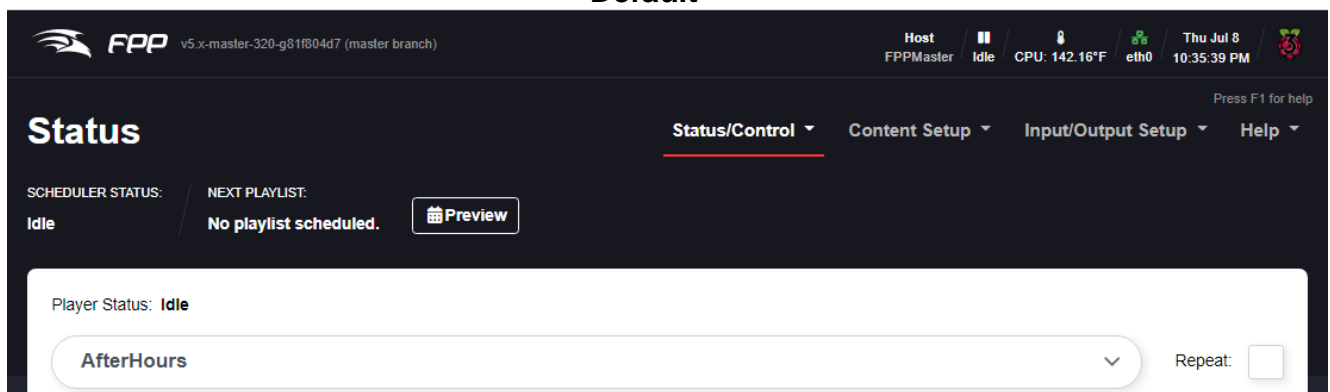 FPP v5.x-master-320-g81f804d7 (master branch)
Host
FPPMaster
Idle
CPU: 142.16°F
eth0
Thu Jul 8
10:35:39 PM
Press F1 for help
Status
Status/Control
Content Setup
Input/Output Setup
Help
SCHEDULER STATUS:
Idle
NEXT PLAYLIST:
No playlist scheduled.
Preview
Player Status: Idle
AfterHours
Repeat: